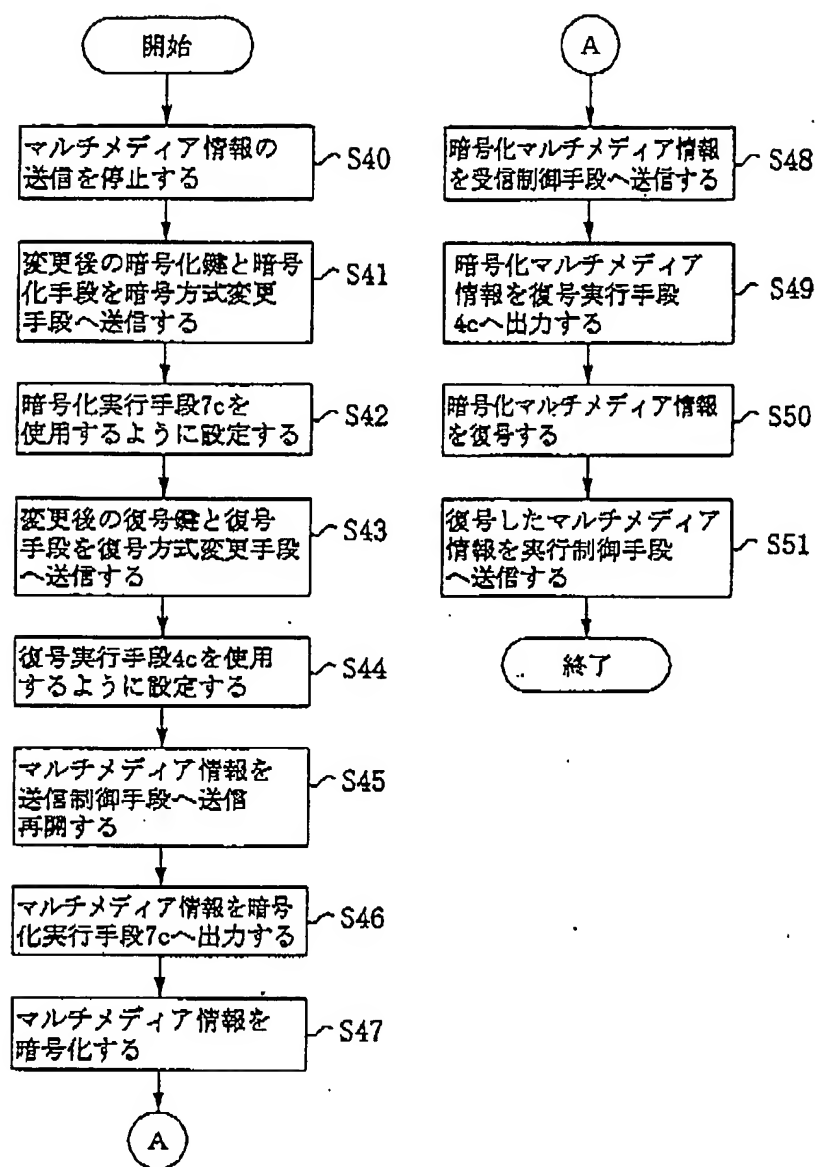 開始
マルチメディア情報の
送信を停止する
S40
変更後の暗号化鍵と暗号
化手段を暗号方式変更
手段へ送信する
S41
暗号化実行手段7cを
使用するように設定する
S42
変更後の復号鍵と復号
手段を復号方式変更手段
へ送信する
S43
復号実行手段4cを使用
するように設定する
S44
マルチメディア情報を
送信制御手段へ送信
再開する
S45
マルチメディア情報を暗号
化実行手段7cへ出力する
S46
マルチメディア情報を
暗号化する
S47
A
A
暗号化マルチメディア情報
を受信制御手段へ送信する
S48
暗号化マルチメディア
情報を復号実行手段
4cへ出力する
S49
暗号化マルチメディア情報
を復号する
S50
復号したマルチメディア
情報を実行制御手段
へ送信する
S51
終了